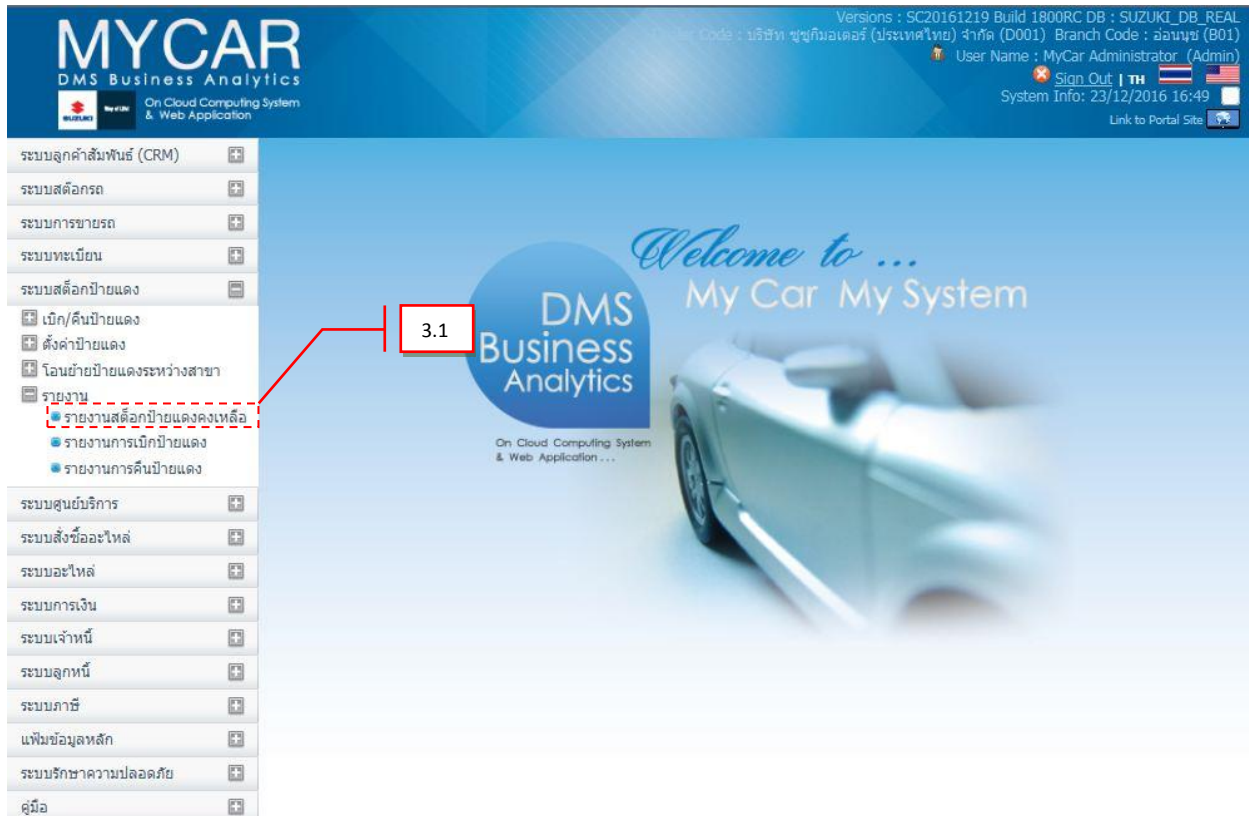 MYCAR
DMS Business Analytics
On Cloud Computing System
& Web Application
SUZUKI
Way of Life!
Versions : SC20161219 Build 1800RC DB : SUZUKI_DB_REAL
Code : บริษัท ซูซูกิมอเตอร์ (ประเทศไทย) จำกัด (D001) Branch Code : อ่อนนุช (B01)
User Name : MyCar Administrator (Admin)
Sign Out | TH
System Info: 23/12/2016 16:49
Link to Portal Site
ระบบลูกค้าสัมพันธ์ (CRM)
ระบบสต๊อกรถ
ระบบการขายรถ
ระบบทะเบียน
ระบบสต็อกป้ายแดง
เบิก/คืนป้ายแดง
ตั้งค่าป้ายแดง
โอนย้ายป้ายแดงระหว่างสาขา
รายงาน
รายงานสต็อกป้ายแดงคงเหลือ
รายงานการเบิกป้ายแดง
รายงานการคืนป้ายแดง
ระบบศูนย์บริการ
ระบบสั่งซื้ออะไหล่
ระบบอะไหล่
ระบบการเงิน
ระบบเจ้าหนี้
ระบบลูกหนี้
ระบบภาษี
แฟ้มข้อมูลหลัก
ระบบรักษาความปลอดภัย
คู่มือ
3.1
Welcome to ...
My Car My System
DMS
Business
Analytics
On Cloud Computing System
& Web Application ...